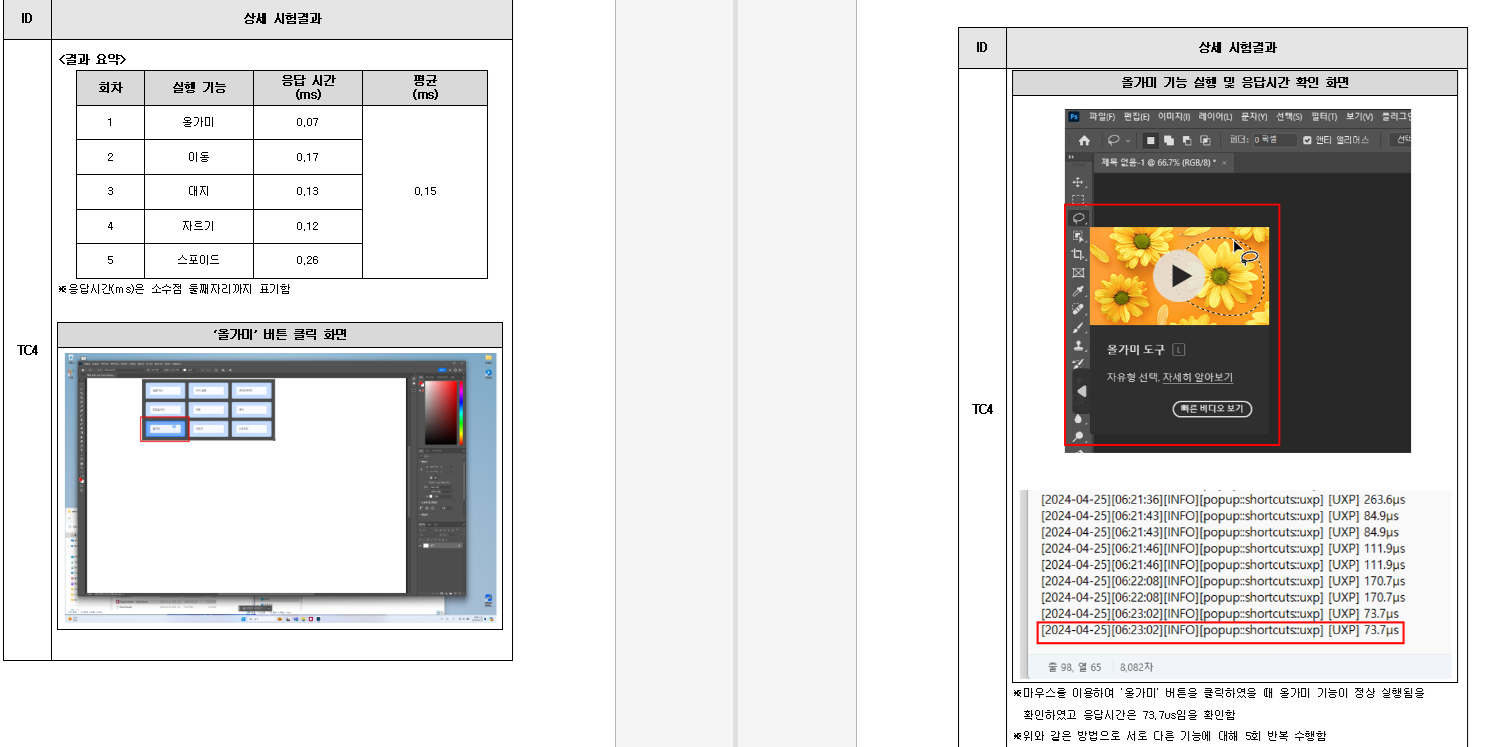 ID 상세 시험결과
<결과 요약>
회차 실행 기능 응답 시간 (ms) 평균 (ms)
1 올가미 0.07
2 이동 0.17
3 대지 0.13 0.15
4 자르기 0.12
5 스포이드 0.26
※응답시간(ms)은 소수점 둘째자리까지 표기함
TC4
‘올가미’ 버튼 클릭 화면
ID 상세 시험결과
올가미 기능 실행 및 응답시간 확인 화면
Ps 파일(F) 편집(E) 이미지(I) 레이어(L) 문자(Y) 선택(S) 필터(T) 보기(V) 플러그인
페더: 0 픽셀 앤티 앨리어스 선택
제목 없음-1 @ 66.7% (RGB/8) * ×
올가미 도구 L
자유형 선택. 자세히 알아보기
빠른 비디오 보기
TC4
[2024-04-25][06:21:36][INFO][popup::shortcuts::uxp] [UXP] 263.6µs
[2024-04-25][06:21:43][INFO][popup::shortcuts::uxp] [UXP] 84.9µs
[2024-04-25][06:21:43][INFO][popup::shortcuts::uxp] [UXP] 84.9µs
[2024-04-25][06:21:46][INFO][popup::shortcuts::uxp] [UXP] 111.9µs
[2024-04-25][06:21:46][INFO][popup::shortcuts::uxp] [UXP] 111.9µs
[2024-04-25][06:22:08][INFO][popup::shortcuts::uxp] [UXP] 170.7µs
[2024-04-25][06:22:08][INFO][popup::shortcuts::uxp] [UXP] 170.7µs
[2024-04-25][06:23:02][INFO][popup::shortcuts::uxp] [UXP] 73.7µs
[2024-04-25][06:23:02][INFO][popup::shortcuts::uxp] [UXP] 73.7µs
줄 98, 열 65 8,082자
※마우스를 이용하여 ‘올가미’ 버튼을 클릭하였을 때 올가미 기능이 정상 실행됨을
확인하였고 응답시간은 73.7us임을 확인함
※위와 같은 방법으로 서로 다른 기능에 대해 5회 반복 수행함